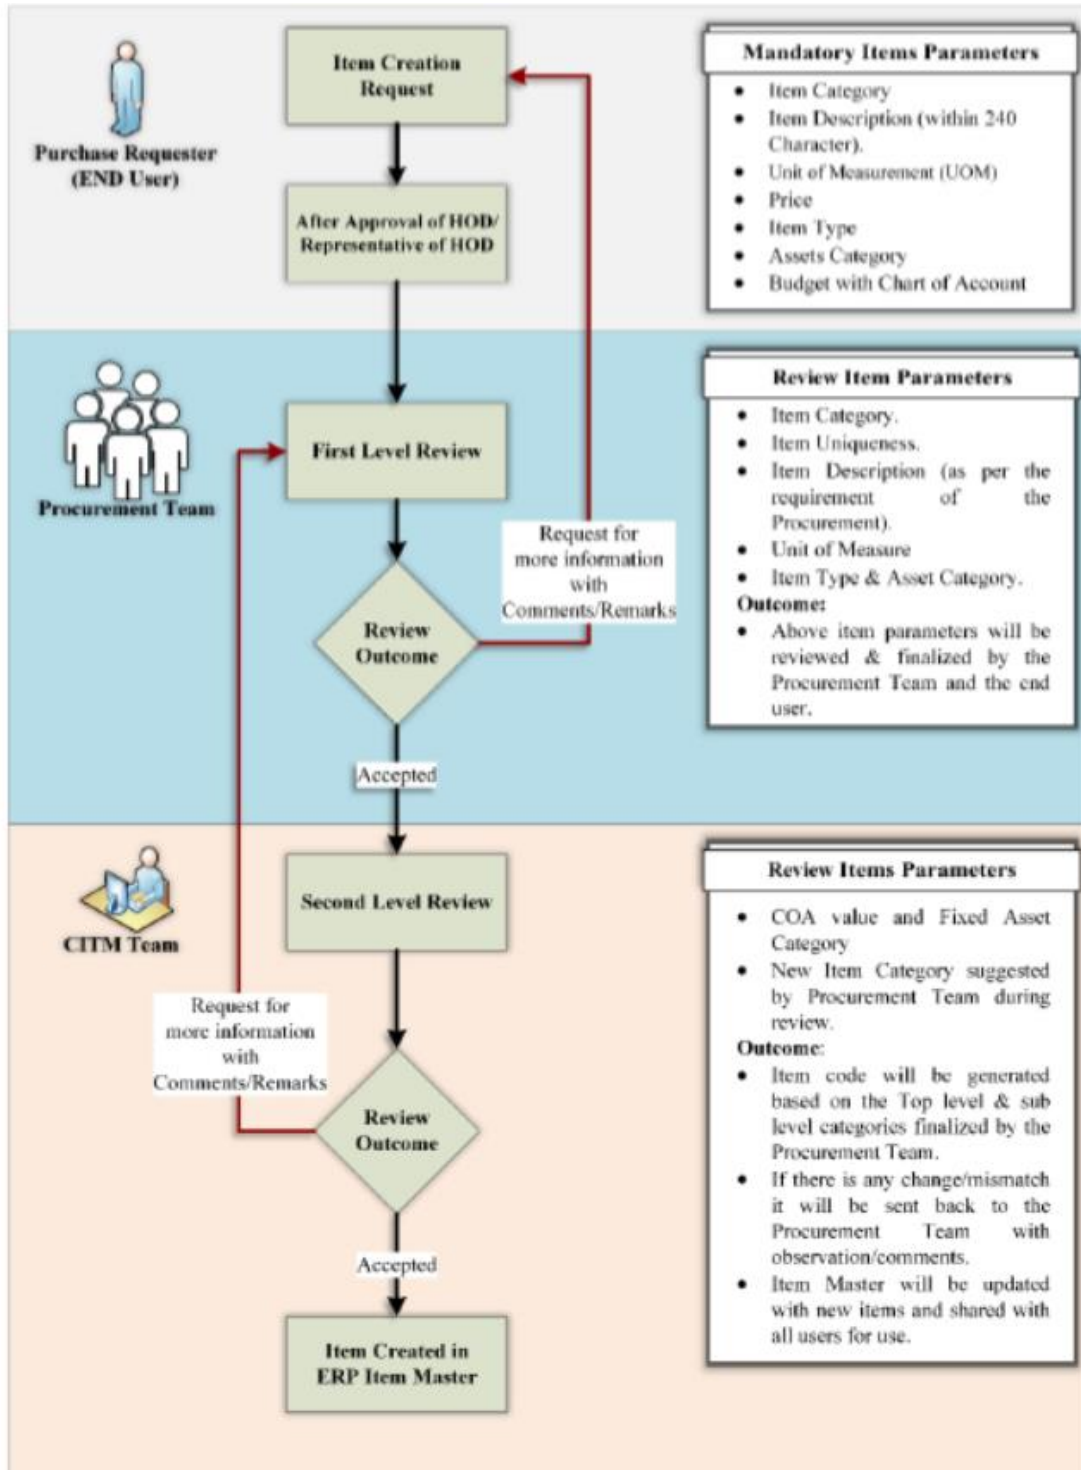 Item Creation
Request
Purchase Requester
(END User)
After Approval of HOD/
Representative of HOD
Mandatory Items Parameters
• Item Category
• Item Description (within 240
Character).
• Unit of Measurement (UOM)
• Price
• Item Type
• Assets Category
• Budget with Chart of Account
Procurement Team
First Level Review
Request for
more information
with
Comments/Remarks
Review
Outcome
Accepted
Review Item Parameters
• Item Category.
• Item Uniqueness.
• Item Description (as per the
requirement of the
Procurement).
• Unit of Measure
• Item Type & Asset Category.
Outcome:
• Above item parameters will be
reviewed & finalized by the
Procurement Team and the end
user.
CITM Team
Second Level Review
Request for
more information
with
Comments/Remarks
Review
Outcome
Accepted
Item Created in
ERP Item Master
Review Items Parameters
• COA value and Fixed Asset
Category
• New Item Category suggested
by Procurement Team during
review.
Outcome:
• Item code will be generated
based on the Top level & sub
level categories finalized by the
Procurement Team.
• If there is any change/mismatch
it will be sent back to the
Procurement Team with
observation/comments.
• Item Master will be updated
with new items and shared with
all users for use.